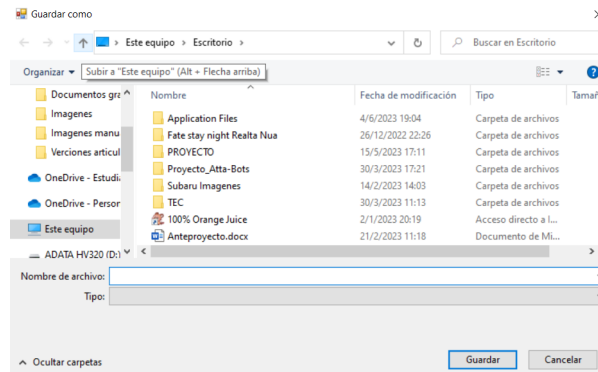 Guardar como
Este equipo > Escritorio >
Buscar en Escritorio
Organizar
Subir a "Este equipo" (Alt + Flecha arriba)
Documentos gra
Imagenes
Imagenes manu
Verciones articul
OneDrive - Estudi
OneDrive - Person
Este equipo
ADATA HV320 (D:)
Nombre Fecha de modificación Tipo Tamañ
Application Files 4/6/2023 19:04 Carpeta de archivos
Fate stay night Realta Nua 26/12/2022 22:26 Carpeta de archivos
PROYECTO 15/5/2023 17:11 Carpeta de archivos
Proyecto_Atta-Bots 30/3/2023 17:21 Carpeta de archivos
Subaru Imagenes 14/2/2023 14:03 Carpeta de archivos
TEC 30/3/2023 11:13 Carpeta de archivos
100% Orange Juice 2/1/2023 20:19 Acceso directo a l...
Anteproyecto.docx 21/2/2023 11:18 Documento de Mi...
Nombre de archivo:
Tipo:
Ocultar carpetas
Guardar
Cancelar